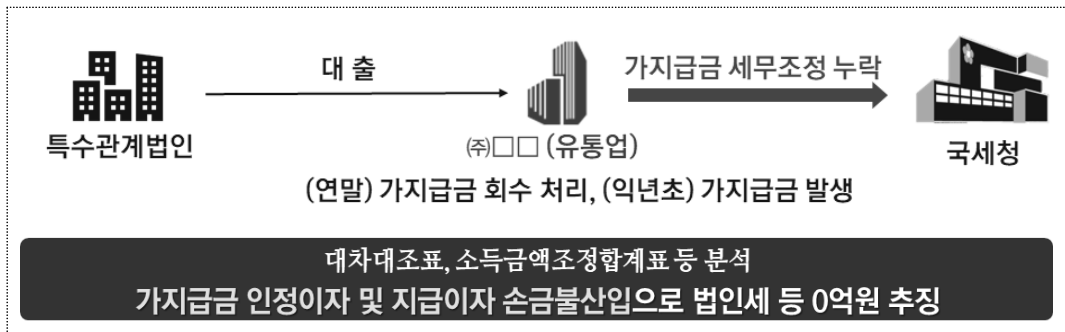 대 출
가지급금 세무조정 누락
특수관계법인
㈜□□ (유통업)
국세청
(연말) 가지급금 회수 처리, (익년초) 가지급금 발생
대차대조표, 소득금액조정합계표 등 분석
가지급금 인정이자 및 지급이자 손금불산입으로 법인세 등 0억원 추징